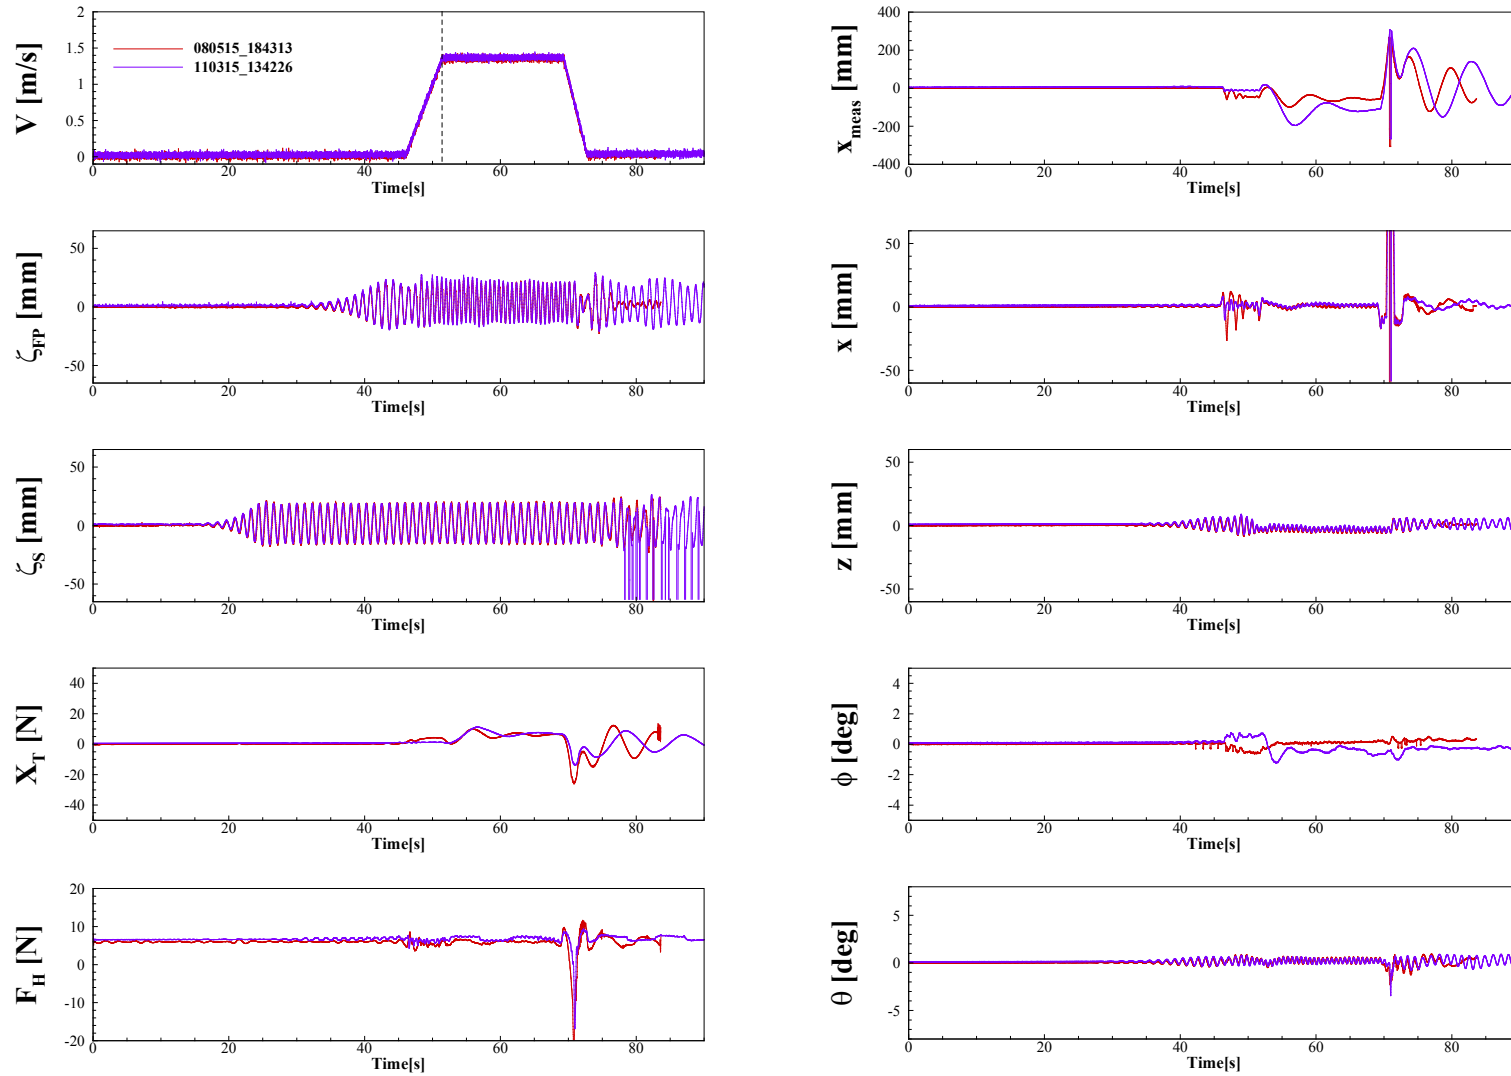 V [m/s]
2
1.5
1
0.5
0
080515_184313
110315_134226
0 20 40 60 80
Time[s]
x_meas [mm]
400
200
0
-200
-400
0 20 40 60 80
Time[s]
ζ_FP [mm]
50
0
-50
0 20 40 60 80
Time[s]
x [mm]
50
0
-50
0 20 40 60 80
Time[s]
ζ_S [mm]
50
0
-50
0 20 40 60 80
Time[s]
z [mm]
50
0
-50
0 20 40 60 80
Time[s]
X_T [N]
40
20
0
-20
-40
0 20 40 60 80
Time[s]
ϕ [deg]
4
2
0
-2
-4
0 20 40 60 80
Time[s]
F_H [N]
20
10
0
-10
-20
0 20 40 60 80
Time[s]
θ [deg]
5
0
-5
0 20 40 60 80
Time[s]